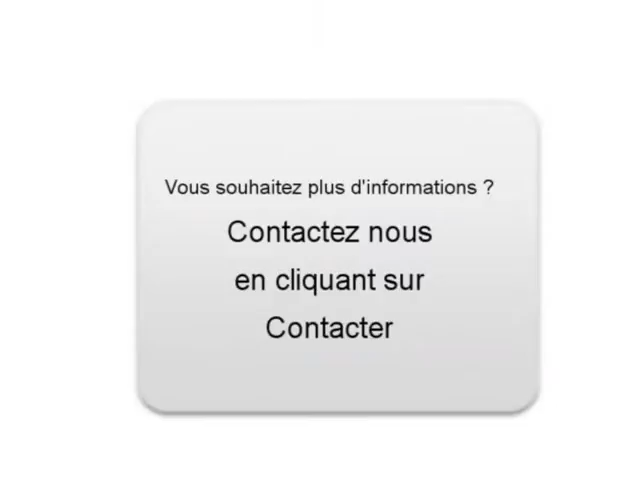 Vous souhaitez plus d'informations ?
Contactez nous
en cliquant sur
Contacter